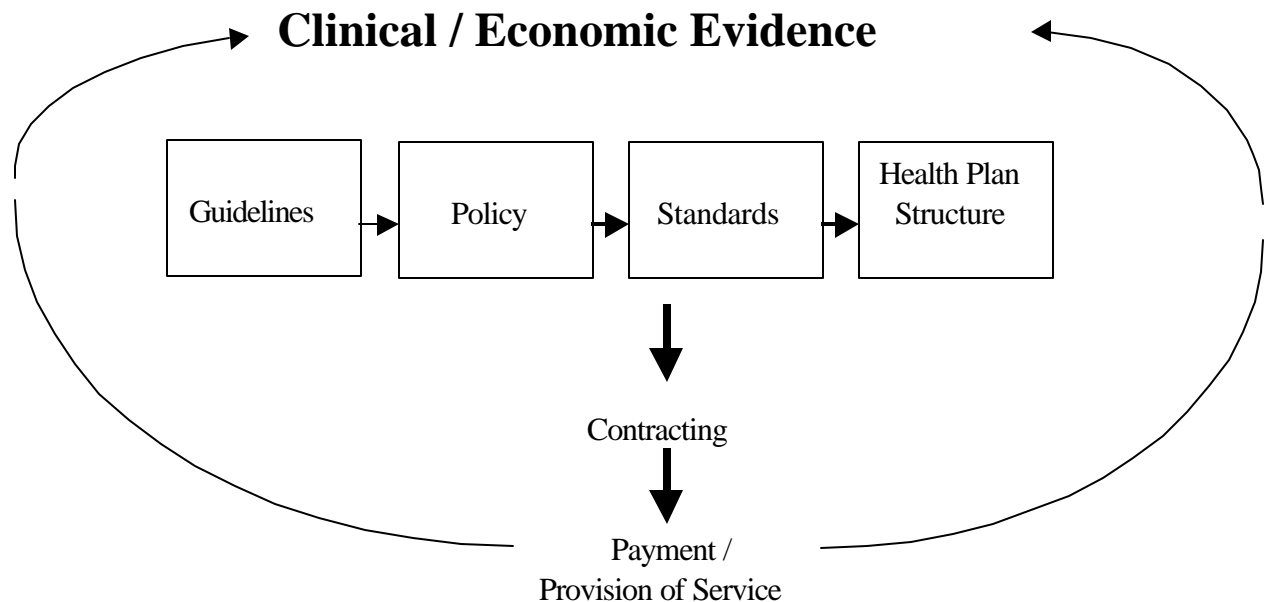 Clinical / Economic Evidence
Guidelines
Policy
Standards
Health Plan
Structure
Contracting
Payment /
Provision of Service